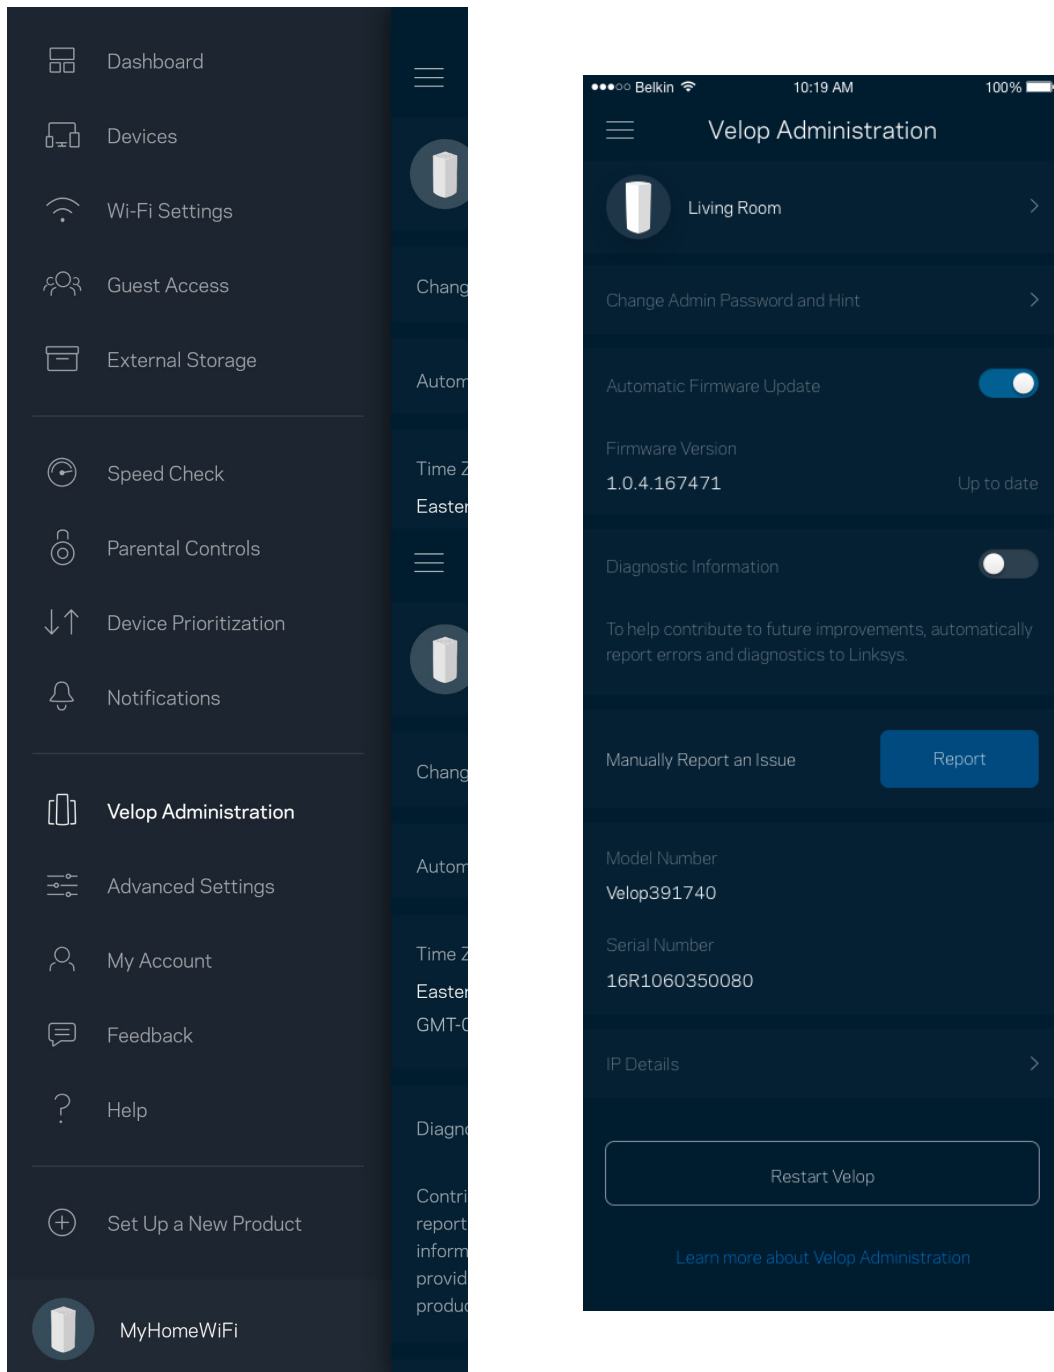 Dashboard
Devices
Wi-Fi Settings
Guest Access
External Storage
Speed Check
Parental Controls
Device Prioritization
Notifications
Velop Administration
Advanced Settings
My Account
Feedback
Help
Set Up a New Product
MyHomeWiFi
Chang
Autom
Time Z
Easter
Chang
Autom
Time Z
Easter
GMT-0
Diagno
Contri
report
inform
provid
produc
Belkin 10:19 AM 100%
Velop Administration
Living Room
Change Admin Password and Hint
Automatic Firmware Update
Firmware Version
1.0.4.167471 Up to date
Diagnostic Information
To help contribute to future improvements, automatically
report errors and diagnostics to Linksys.
Manually Report an Issue Report
Model Number
Velop391740
Serial Number
16R1060350080
IP Details
Restart Velop
Learn more about Velop Administration